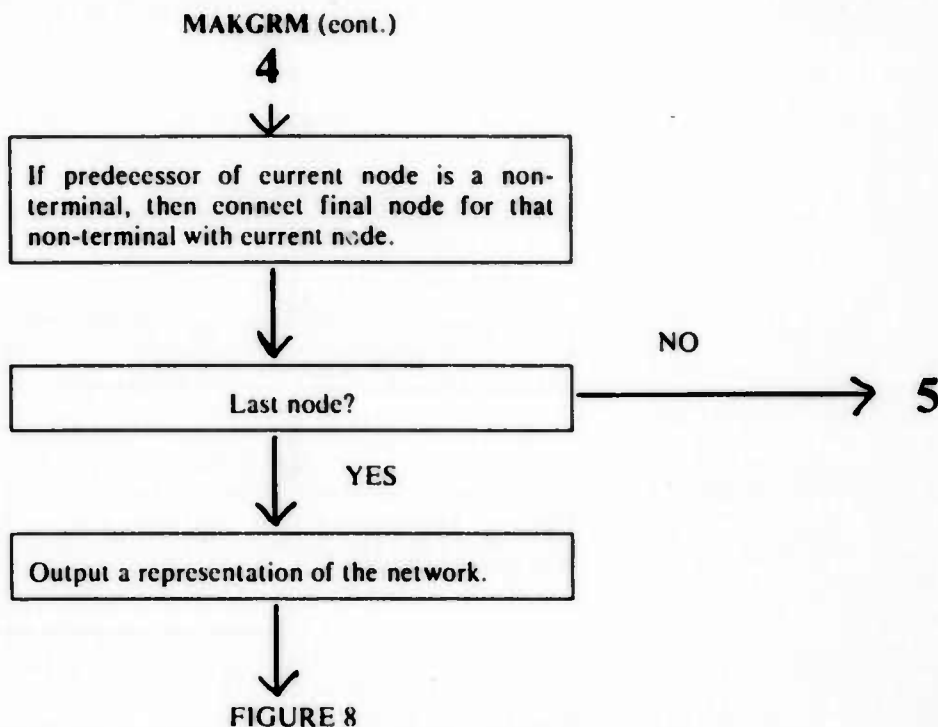 MAKGRM (cont.)
4
If predecessor of current node is a non-
terminal, then connect final node for that
non-terminal with current node.
NO
Last node?
5
YES
Output a representation of the network.
FIGURE 8